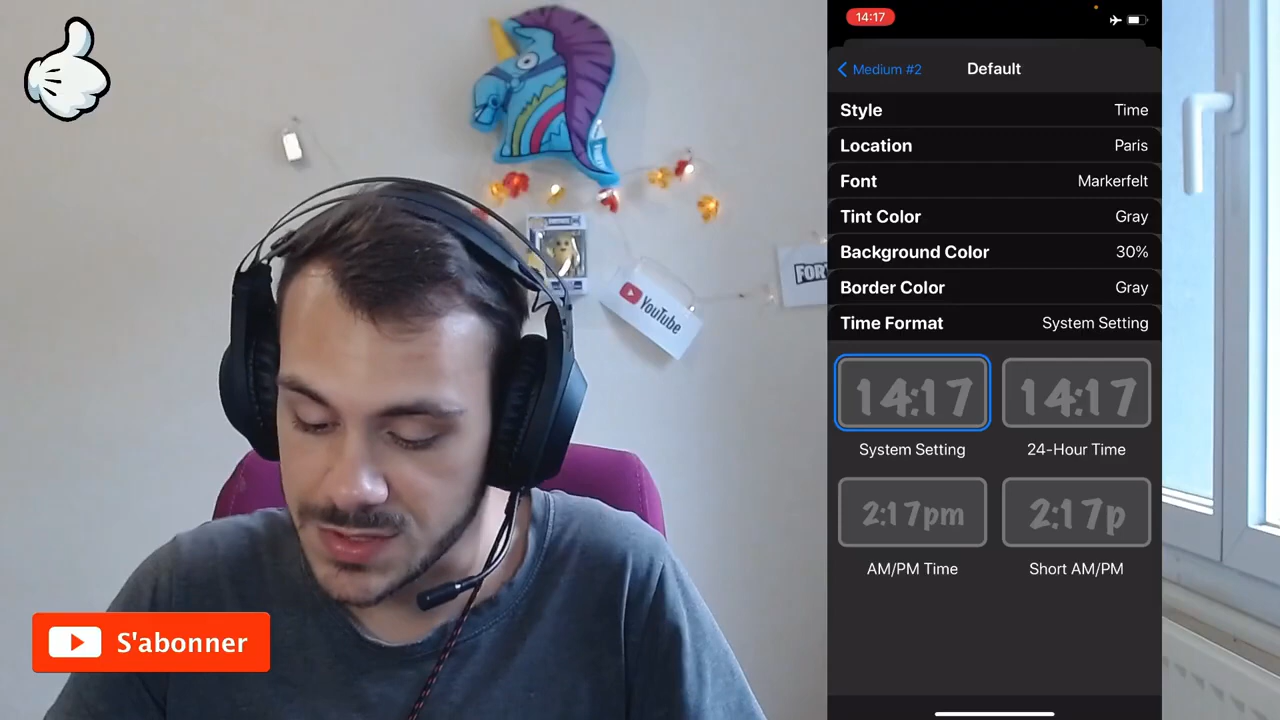 14:17
Medium #2
Default
Style
Time
Location
Paris
Font
Markerfelt
Tint Color
Gray
Background Color
30%
Border Color
Gray
Time Format
System Setting
14:17
14:17
System Setting
24-Hour Time
2:17pm
2:17p
AM/PM Time
Short AM/PM
YouTube
FOR
S'abonner